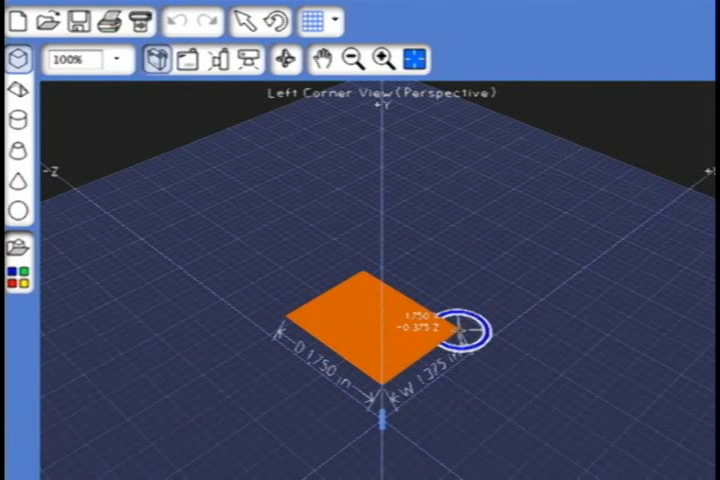 100%
Left Corner View (Perspective)
+Y
-Z
1.750
-0.375 Z
D 1.750 in
W 1.375 in